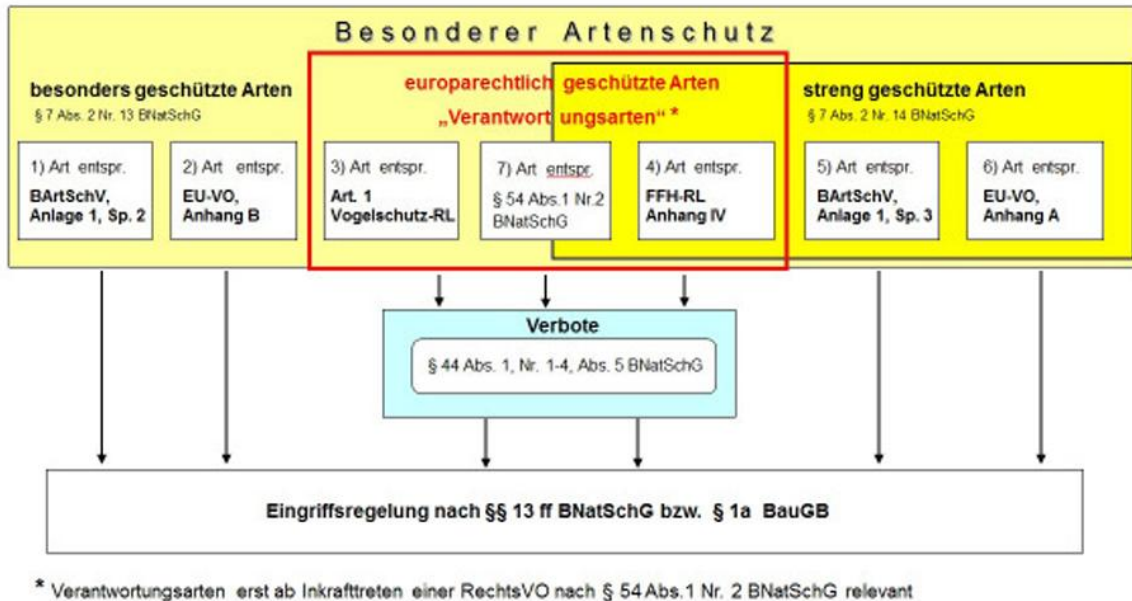 Besonderer Artenschutz
besonders geschützte Arten
§ 7 Abs. 2 Nr. 13 BNatSchG
europarechtlich geschützte Arten
„Verantwortungsarten“ *
streng geschützte Arten
§ 7 Abs. 2 Nr. 14 BNatSchG
1) Art entspr.
BArtSchV,
Anlage 1, Sp. 2
2) Art entspr.
EU-VO,
Anhang B
3) Art entspr.
Art. 1
Vogelschutz-RL
7) Art entspr.
§ 54 Abs.1 Nr.2
BNatSchG
4) Art entspr.
FFH-RL
Anhang IV
5) Art entspr.
BArtSchV,
Anlage 1, Sp. 3
6) Art entspr.
EU-VO,
Anhang A
Verbote
§ 44 Abs. 1, Nr. 1-4, Abs. 5 BNatSchG
Eingriffsregelung nach §§ 13 ff BNatSchG bzw. § 1a BauGB
* Verantwortungsarten erst ab Inkrafttreten einer RechtsVO nach § 54 Abs.1 Nr. 2 BNatSchG relevant